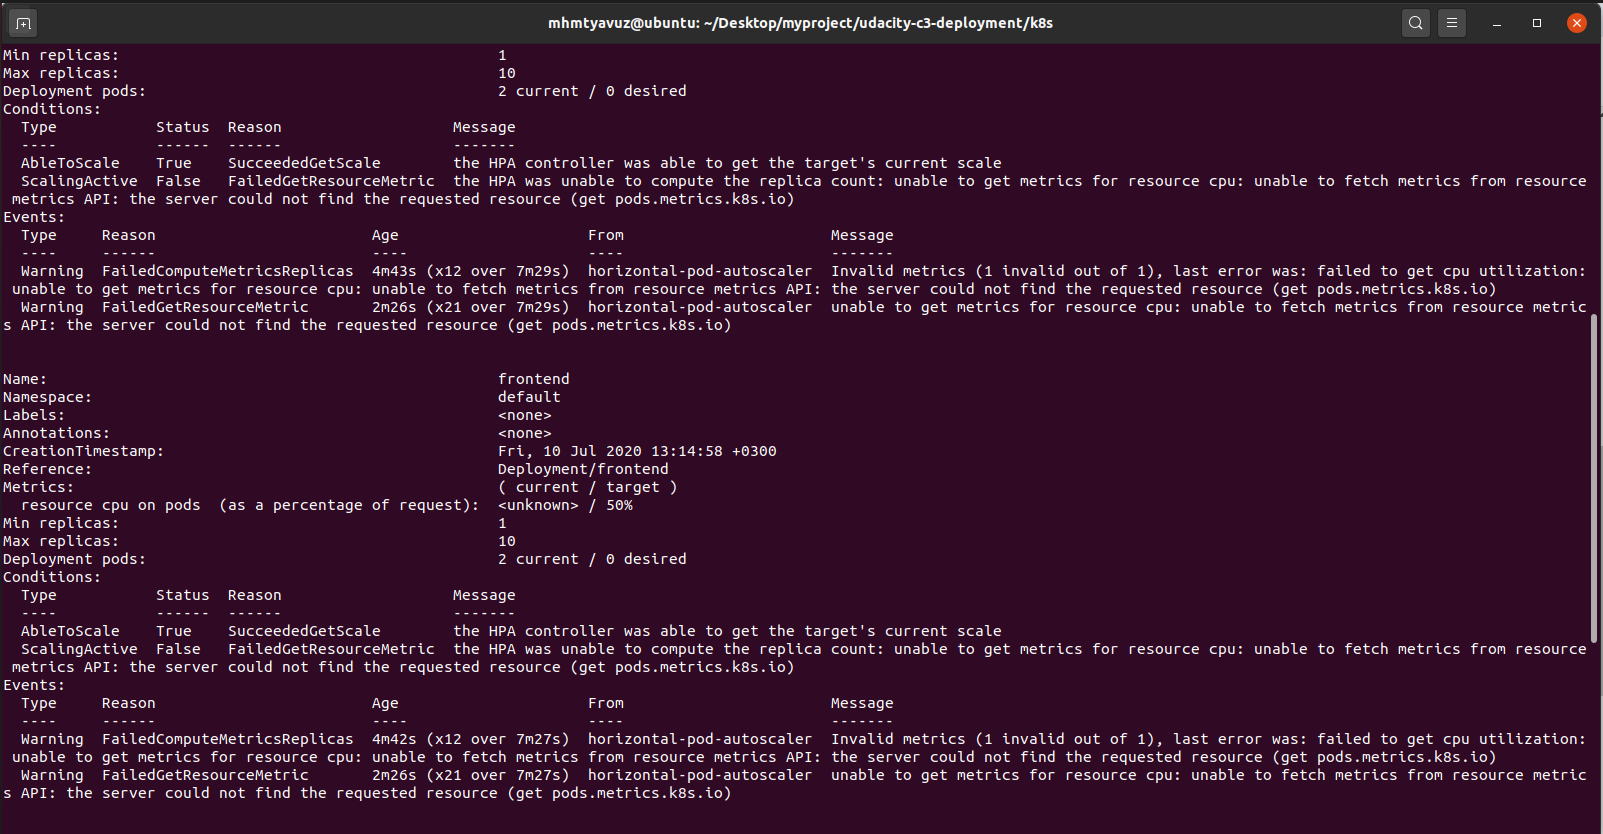 mhmtyavuz@ubuntu: ~/Desktop/myproject/udacity-c3-deployment/k8s
Min replicas:                                          1
Max replicas:                                          10
Deployment pods:                                       2 current / 0 desired
Conditions:
  Type           Status  Reason                   Message
  ----           ------  ------                   -------
  AbleToScale    True    SucceededGetScale        the HPA controller was able to get the target's current scale
  ScalingActive  False   FailedGetResourceMetric  the HPA was unable to compute the replica count: unable to get metrics for resource cpu: unable to fetch metrics from resource
 metrics API: the server could not find the requested resource (get pods.metrics.k8s.io)
Events:
  Type     Reason                        Age                     From                       Message
  ----     ------                        ----                    ----                       -------
  Warning  FailedComputeMetricsReplicas  4m43s (x12 over 7m29s)  horizontal-pod-autoscaler  Invalid metrics (1 invalid out of 1), last error was: failed to get cpu utilization:
 unable to get metrics for resource cpu: unable to fetch metrics from resource metrics API: the server could not find the requested resource (get pods.metrics.k8s.io)
  Warning  FailedGetResourceMetric       2m26s (x21 over 7m29s)  horizontal-pod-autoscaler  unable to get metrics for resource cpu: unable to fetch metrics from resource metric
s API: the server could not find the requested resource (get pods.metrics.k8s.io)
Name:                                                  frontend
Namespace:                                             default
Labels:                                                <none>
Annotations:                                           <none>
CreationTimestamp:                                     Fri, 10 Jul 2020 13:14:58 +0300
Reference:                                             Deployment/frontend
Metrics:                                               ( current / target )
  resource cpu on pods  (as a percentage of request):  <unknown> / 50%
Min replicas:                                          1
Max replicas:                                          10
Deployment pods:                                       2 current / 0 desired
Conditions:
  Type           Status  Reason                   Message
  ----           ------  ------                   -------
  AbleToScale    True    SucceededGetScale        the HPA controller was able to get the target's current scale
  ScalingActive  False   FailedGetResourceMetric  the HPA was unable to compute the replica count: unable to get metrics for resource cpu: unable to fetch metrics from resource
 metrics API: the server could not find the requested resource (get pods.metrics.k8s.io)
Events:
  Type     Reason                        Age                     From                       Message
  ----     ------                        ----                    ----                       -------
  Warning  FailedComputeMetricsReplicas  4m42s (x12 over 7m27s)  horizontal-pod-autoscaler  Invalid metrics (1 invalid out of 1), last error was: failed to get cpu utilization:
 unable to get metrics for resource cpu: unable to fetch metrics from resource metrics API: the server could not find the requested resource (get pods.metrics.k8s.io)
  Warning  FailedGetResourceMetric       2m26s (x21 over 7m27s)  horizontal-pod-autoscaler  unable to get metrics for resource cpu: unable to fetch metrics from resource metric
s API: the server could not find the requested resource (get pods.metrics.k8s.io)